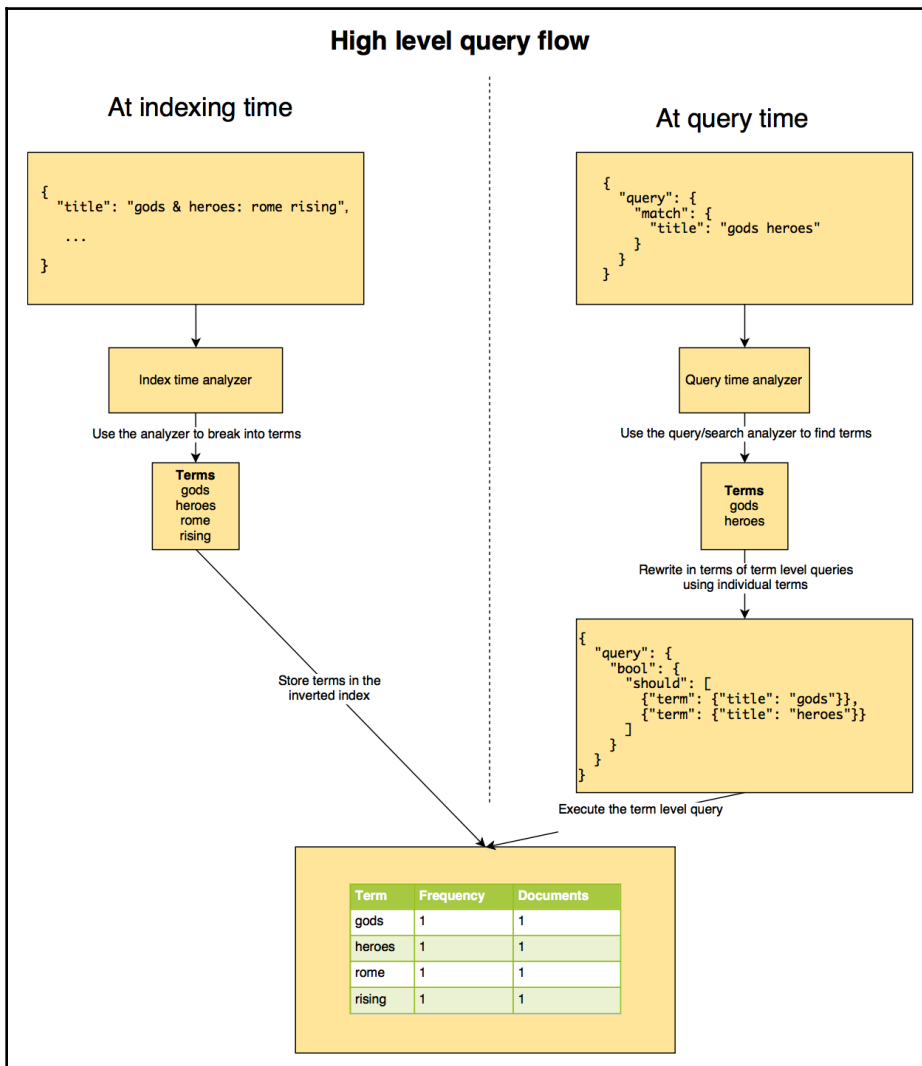 High level query flow
At indexing time
{
"title": "gods & heroes: rome rising",
...
}
Index time analyzer
Use the analyzer to break into terms
Terms
gods
heroes
rome
rising
Store terms in the
inverted index
At query time
{
"query": {
"match": {
"title": "gods heroes"
}
}
}
Query time analyzer
Use the query/search analyzer to find terms
Terms
gods
heroes
Rewrite in terms of term level queries
using individual terms
{
"query": {
"bool": {
"should": [
{"term": {"title": "gods"}},
{"term": {"title": "heroes"}}
]
}
}
}
Execute the term level query
Term Frequency Documents
gods 1 1
heroes 1 1
rome 1 1
rising 1 1